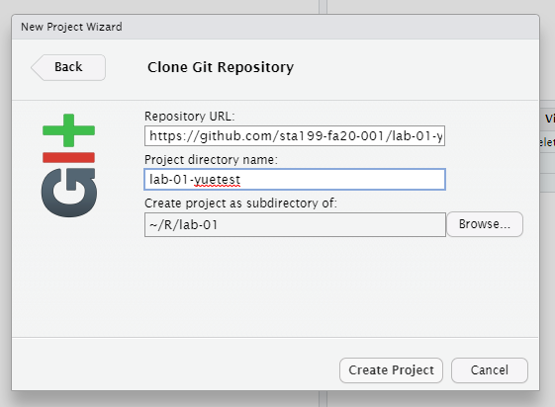 New Project Wizard
Back
Clone Git Repository
Vi
elet
GIt
Repository URL:
https://github.com/sta199-fa20-001/lab-01-y
Project directory name:
lab-01-yuetest
Create project as subdirectory of:
~/R/lab-01
Browse...
Create Project
Cancel